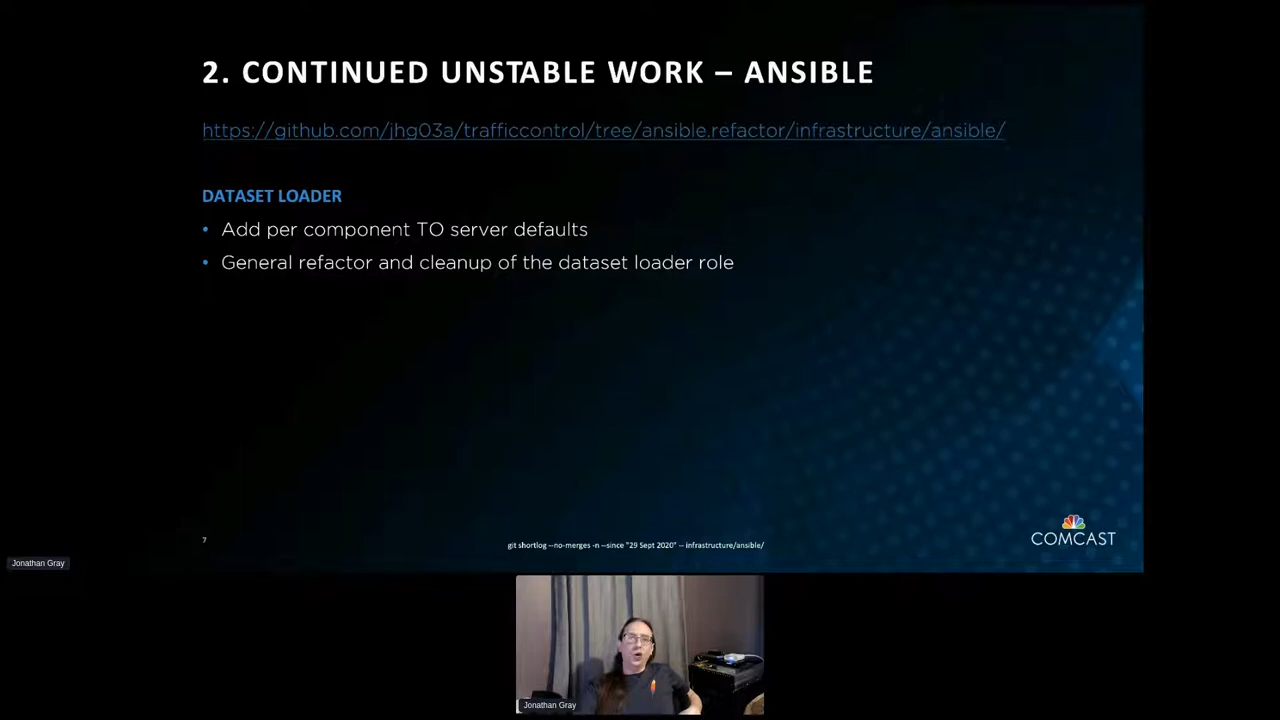 2. CONTINUED UNSTABLE WORK – ANSIBLE
https://github.com/jhg03a/trafficcontrol/tree/ansible.refactor/infrastructure/ansible/
DATASET LOADER
• Add per component TO server defaults
• General refactor and cleanup of the dataset loader role
7
git shortlog --no-merges -n --since "29 Sept 2020" -- infrastructure/ansible/
COMCAST
Jonathan Gray
Jonathan Gray